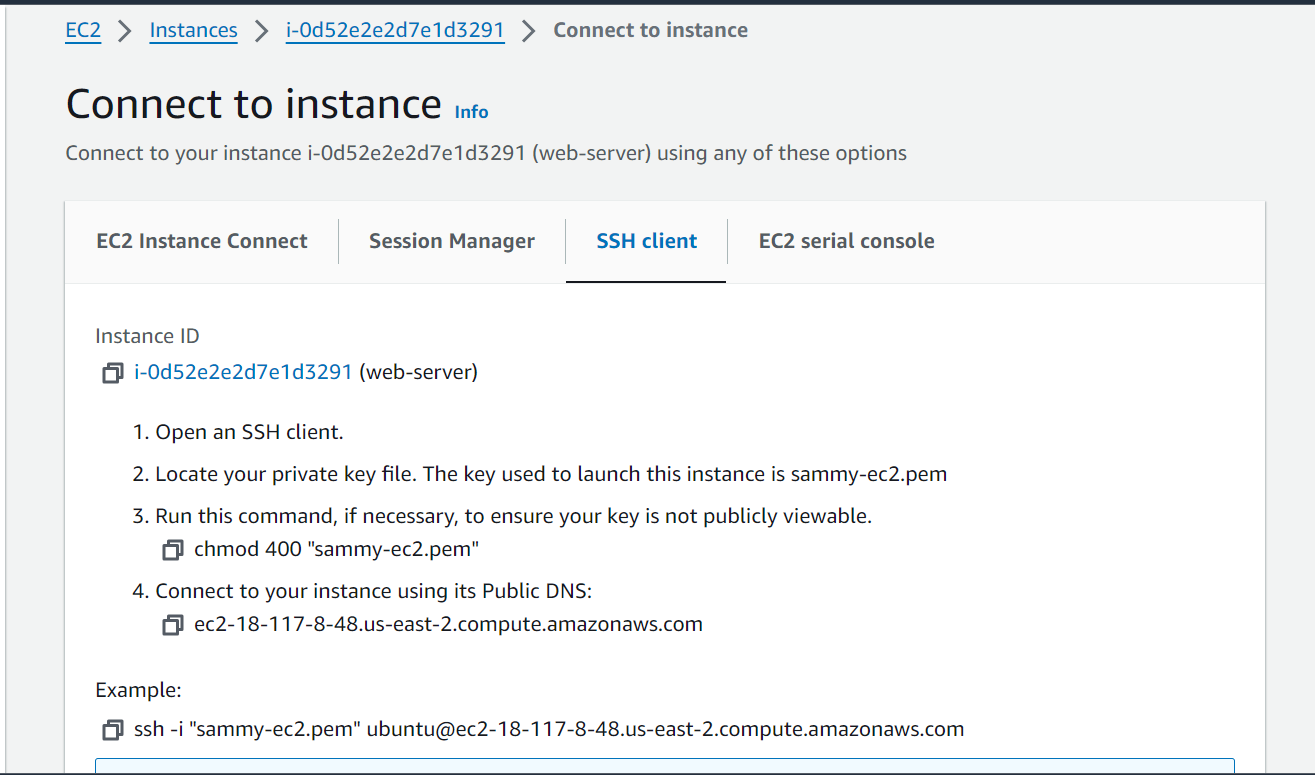 EC2 > Instances > i-0d52e2e2d7e1d3291 > Connect to instance
Connect to instance Info
Connect to your instance i-0d52e2e2d7e1d3291 (web-server) using any of these options
EC2 Instance Connect Session Manager SSH client EC2 serial console
Instance ID
i-0d52e2e2d7e1d3291 (web-server)
1. Open an SSH client.
2. Locate your private key file. The key used to launch this instance is sammy-ec2.pem
3. Run this command, if necessary, to ensure your key is not publicly viewable.
chmod 400 "sammy-ec2.pem"
4. Connect to your instance using its Public DNS:
ec2-18-117-8-48.us-east-2.compute.amazonaws.com
Example:
ssh -i "sammy-ec2.pem" ubuntu@ec2-18-117-8-48.us-east-2.compute.amazonaws.com